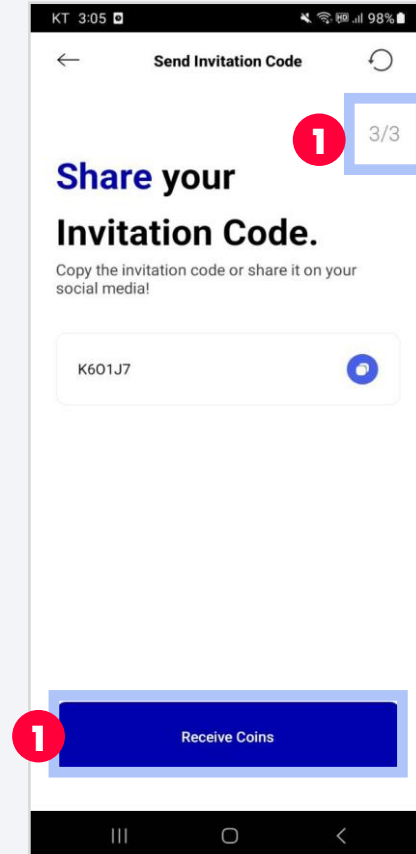 KT 3:05 98%
Send Invitation Code
1 3/3
Share your
Invitation Code.
Copy the invitation code or share it on your
social media!
K6O1J7
1 Receive Coins